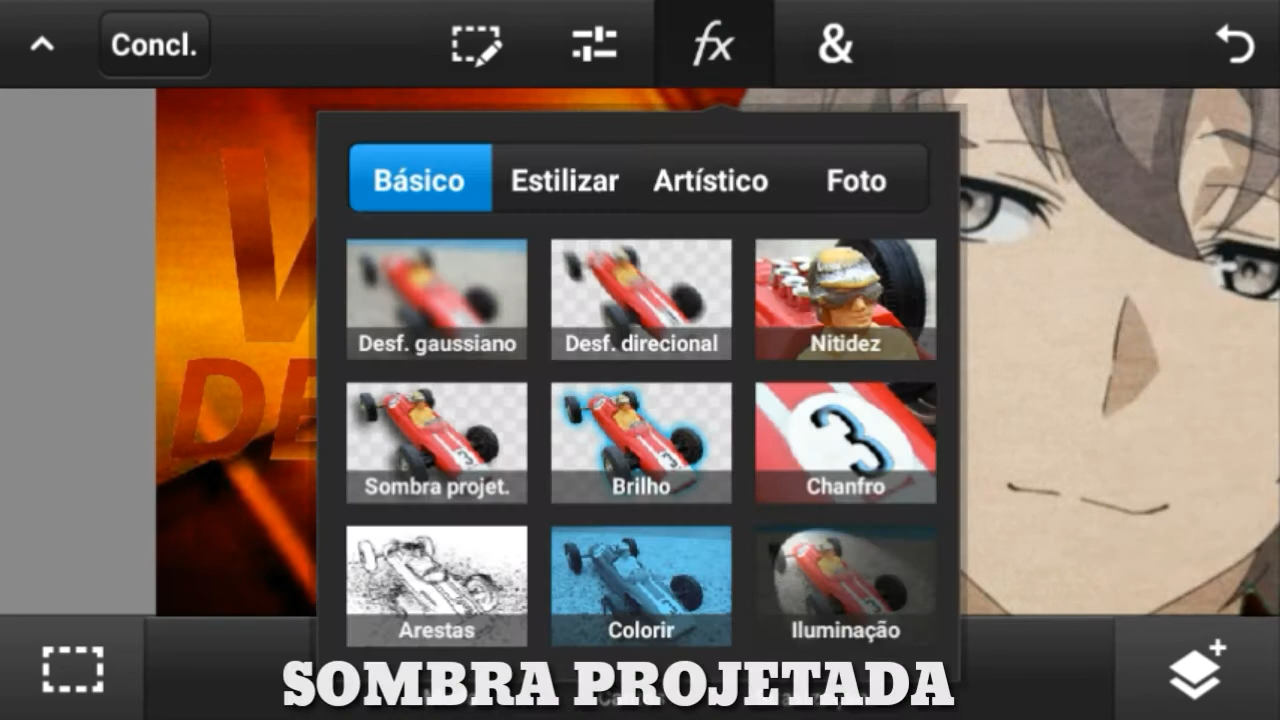 Concl.
fx
&
Básico Estilizar Artístico Foto
Desf. gaussiano Desf. direcional Nitidez
Sombra projet. Brilho Chanfro
Arestas Colorir Iluminação
SOMBRA PROJETADA